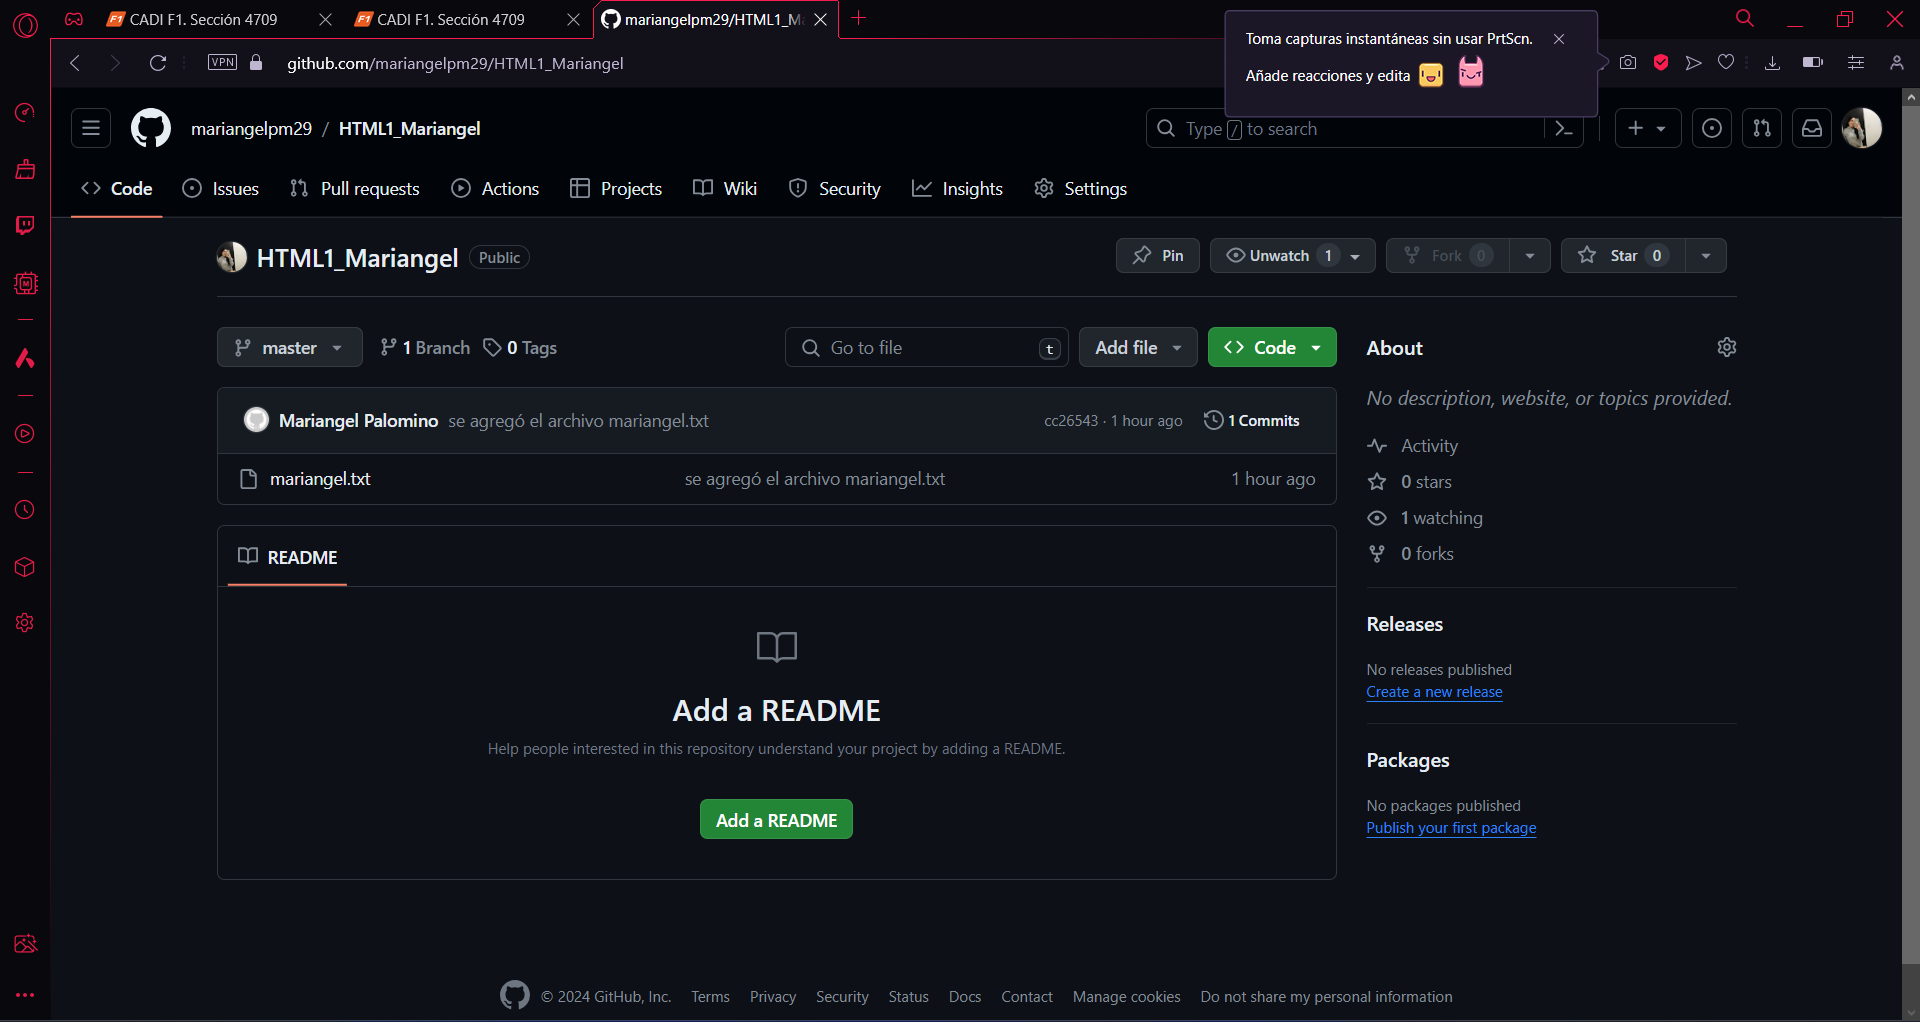 CADI F1. Sección 4709
CADI F1. Sección 4709
mariangelpm29/HTML1_M
Toma capturas instantáneas sin usar PrtScn.
Añade reacciones y edita
VPN
github.com/mariangelpm29/HTML1_Mariangel
mariangelpm29 / HTML1_Mariangel
Type / to search
Code
Issues
Pull requests
Actions
Projects
Wiki
Security
Insights
Settings
HTML1_Mariangel
Public
Pin
Unwatch 1
Fork 0
Star 0
master
1 Branch
0 Tags
Go to file
t
Add file
Code
About
No description, website, or topics provided.
Mariangel Palomino se agregó el archivo mariangel.txt
cc26543 · 1 hour ago
1 Commits
mariangel.txt
se agregó el archivo mariangel.txt
1 hour ago
Activity
0 stars
1 watching
0 forks
README
Add a README
Help people interested in this repository understand your project by adding a README.
Add a README
Releases
No releases published
Create a new release
Packages
No packages published
Publish your first package
© 2024 GitHub, Inc.
Terms
Privacy
Security
Status
Docs
Contact
Manage cookies
Do not share my personal information